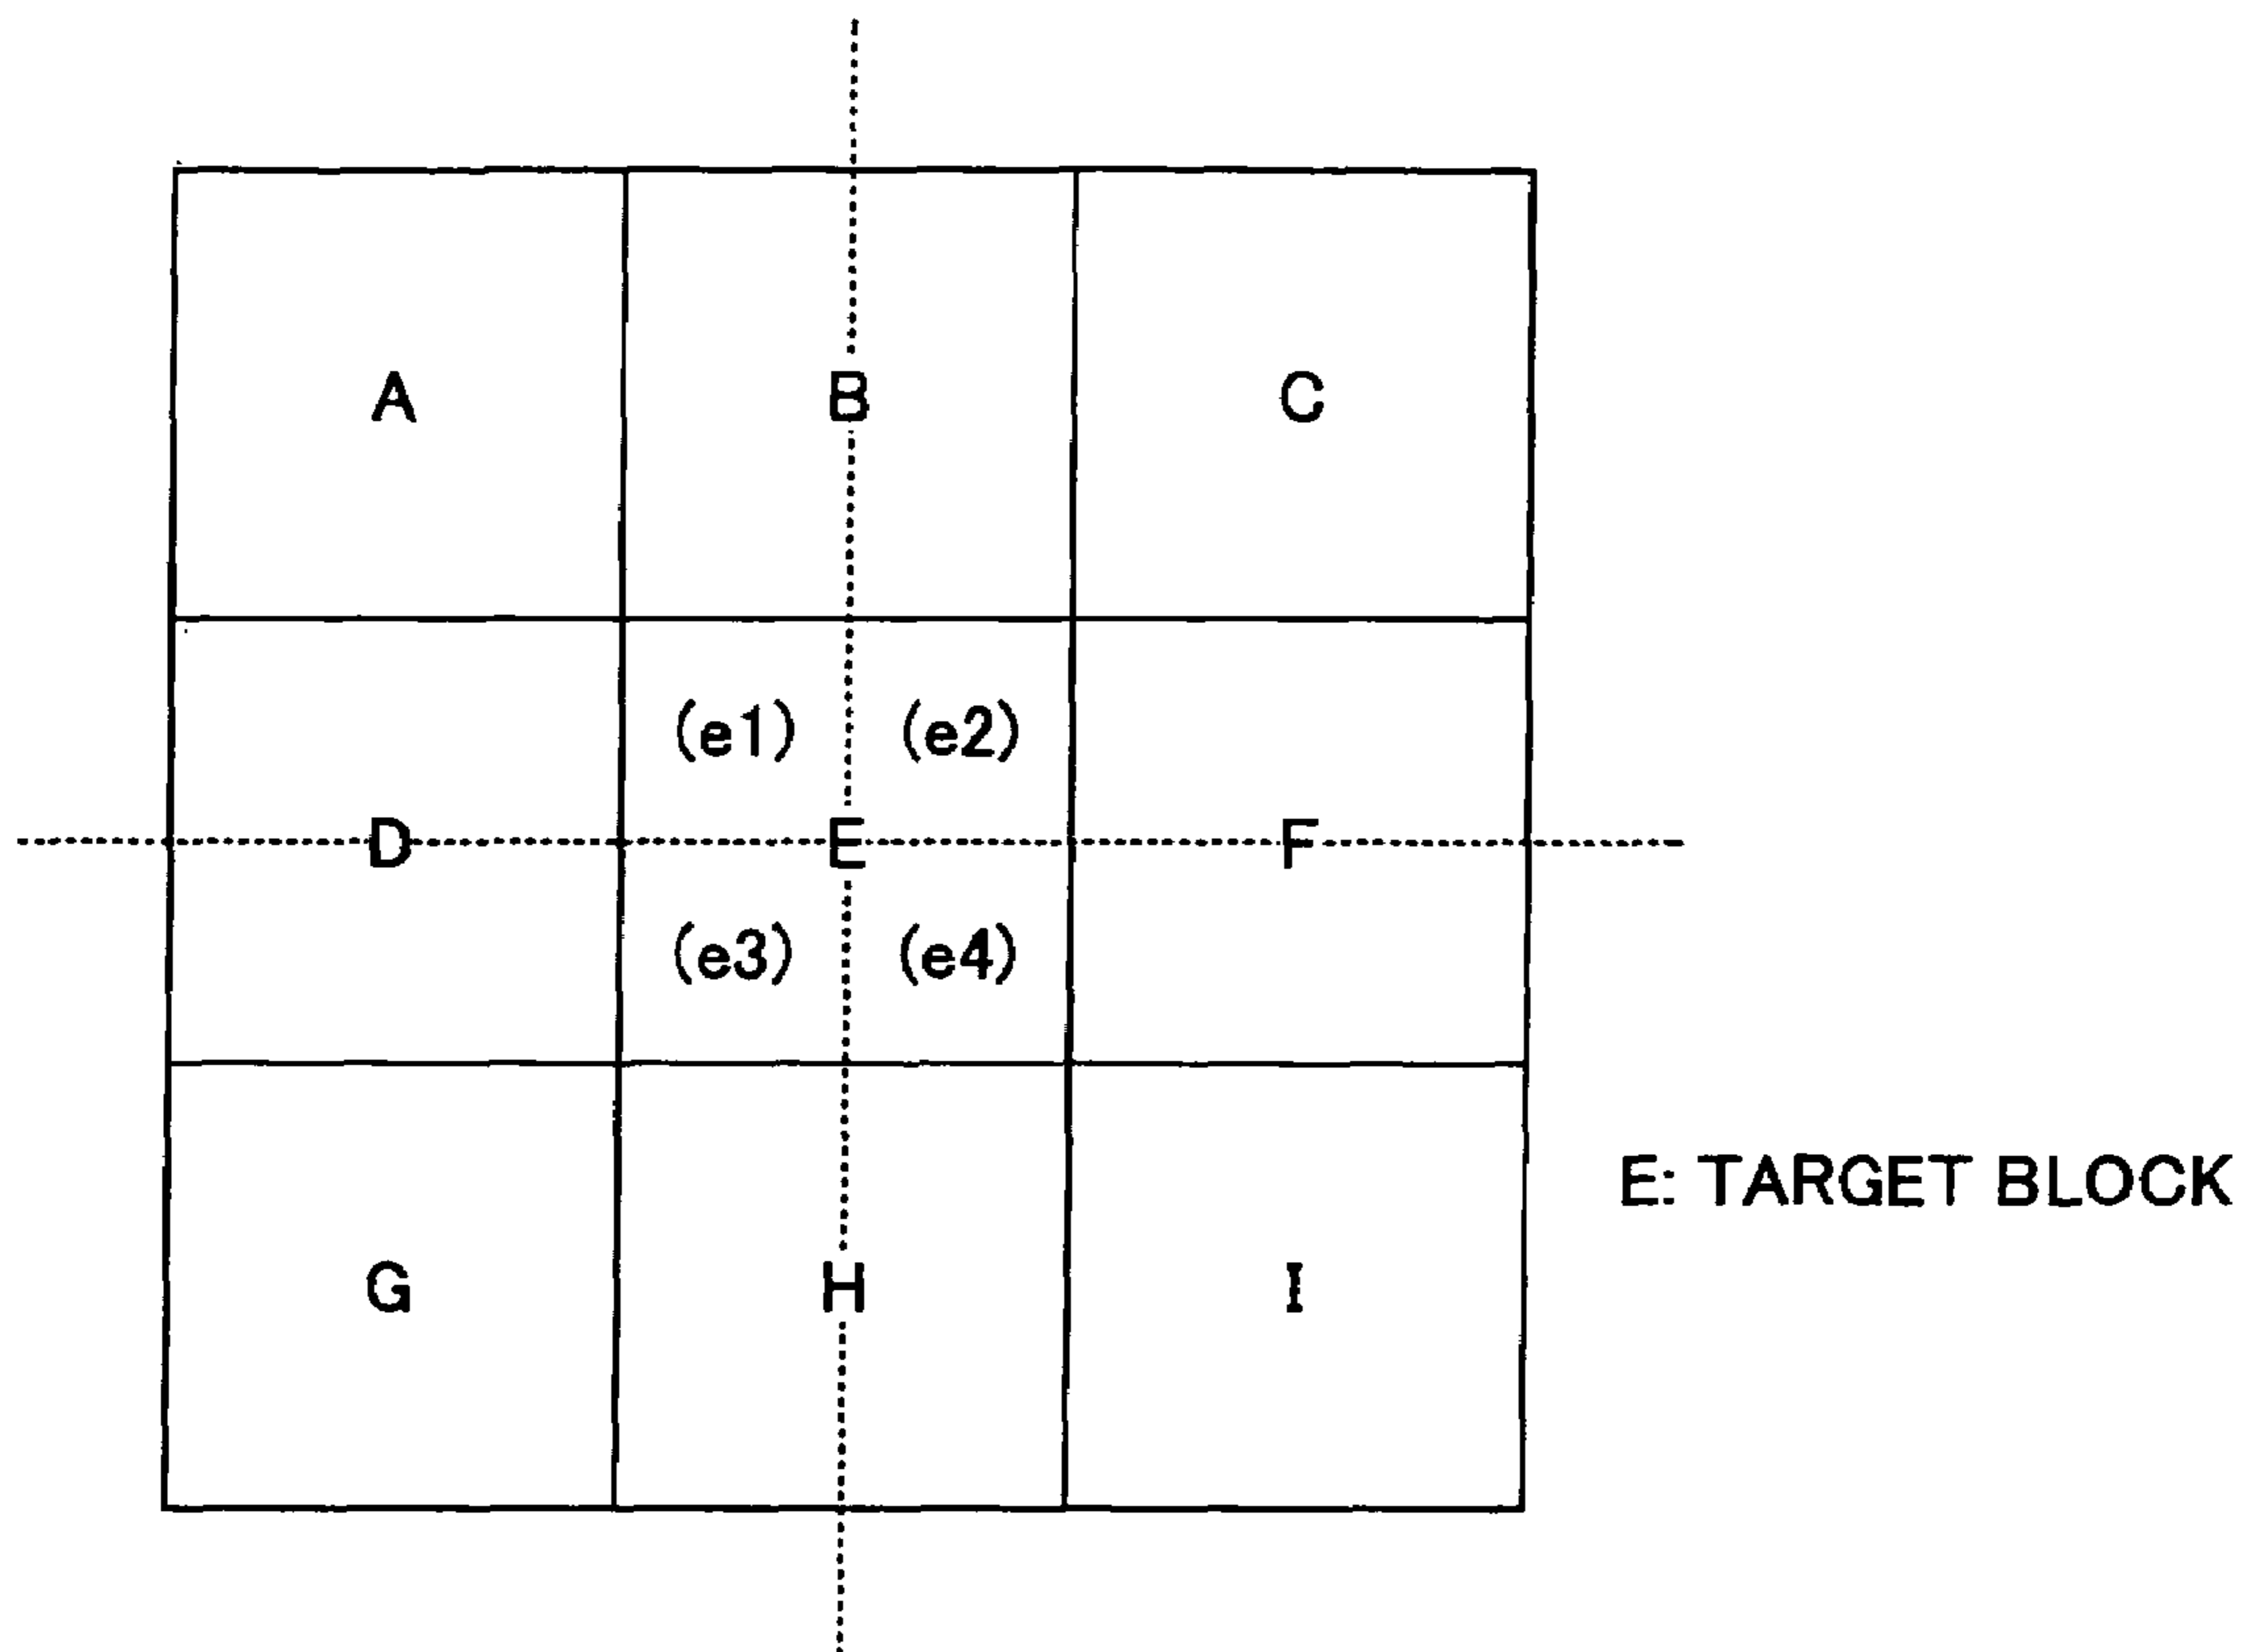 A B C
(e1) (e2)
D E F
(e3) (e4)
E: TARGET BLOCK
G H I